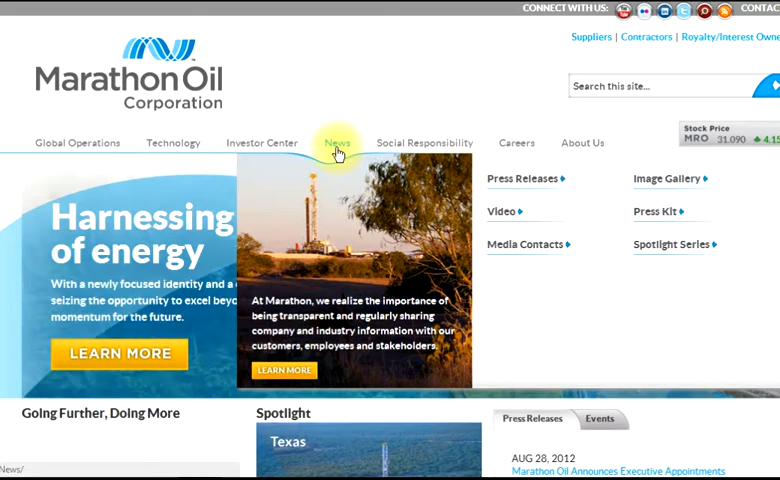 CONNECT WITH US:
Suppliers | Contractors | Royalty/Interest
Marathon Oil
Corporation
Search this site...
Stock Price
MRO 31.090 4.15
Global Operations Technology Investor Center News Social Responsibility Careers About Us
Harnessing
of energy
With a newly focused identity and a
seizing the opportunity to excel
momentum for the future.
LEARN MORE
At Marathon, we realize the importance of
being transparent and regularly sharing
company and industry information with our
customers, employees and stakeholders.
LEARN MORE
Press Releases
Image Gallery
Video
Press Kit
Media Contacts
Spotlight Series
Going Further, Doing More
Spotlight
Texas
Press Releases Events
AUG 28, 2012
Marathon Oil Announces Executive Appointments
News/